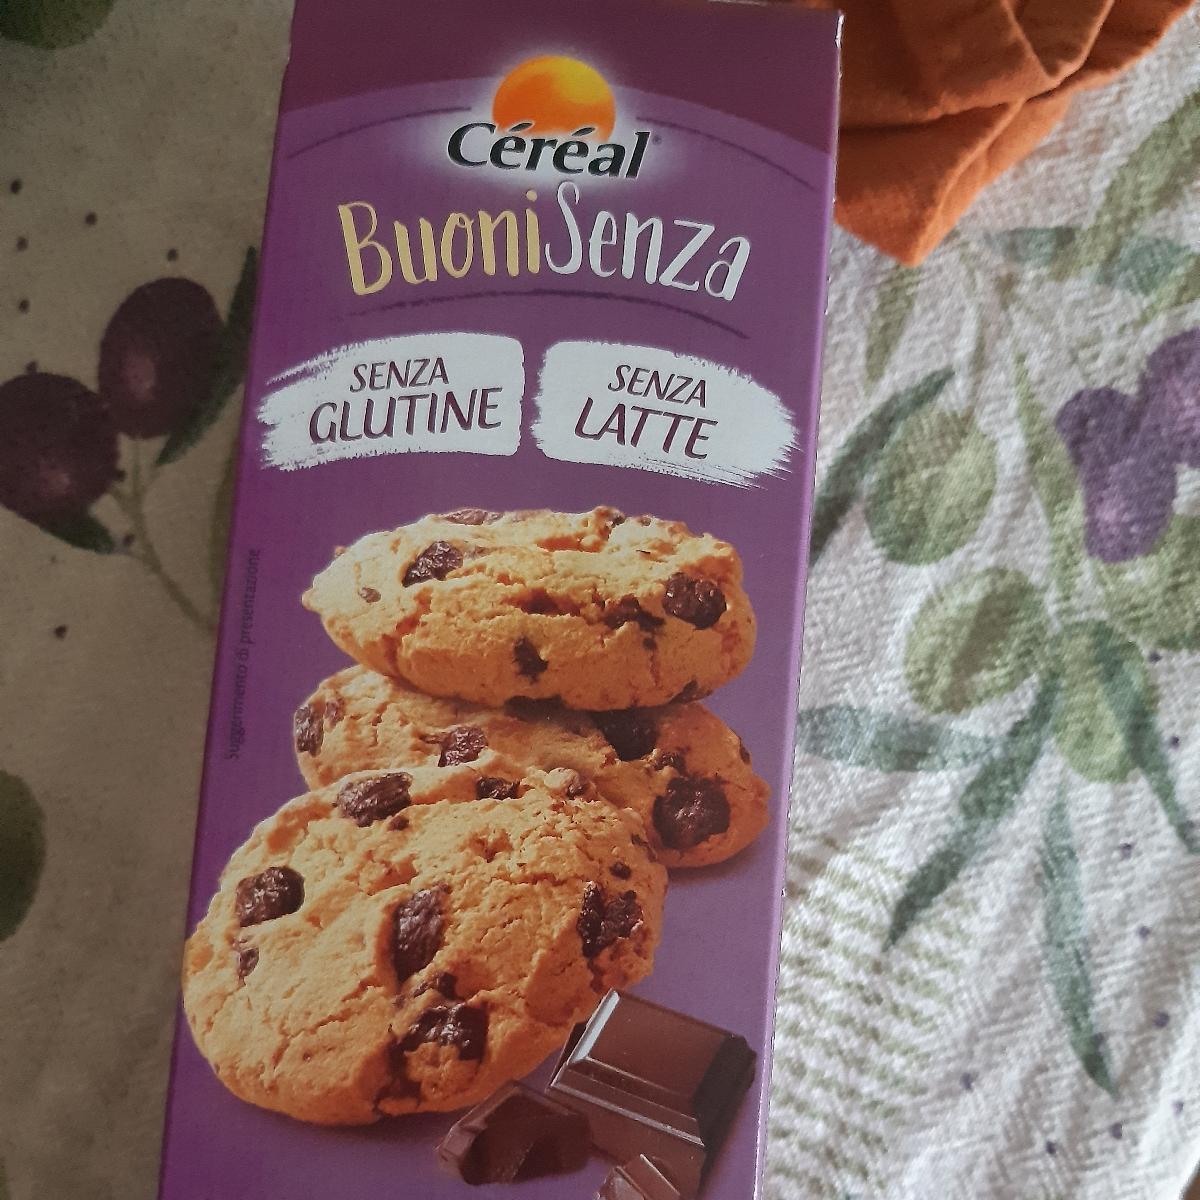 Céréal
BuoniSenza
SENZA
GLUTINE
SENZA
LATTE
Suggerimento di presentazione